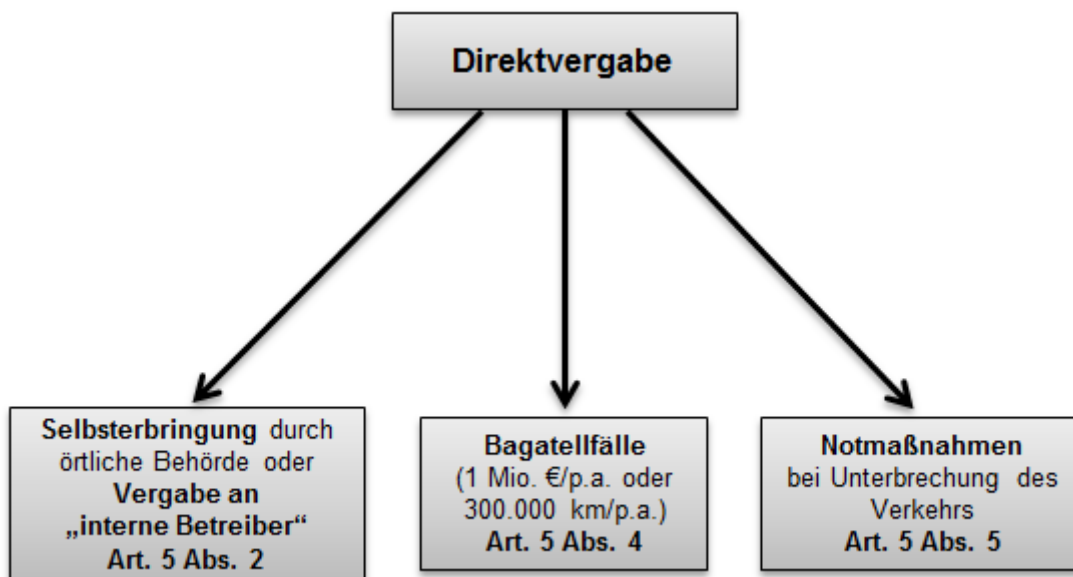 Direktvergabe
Selbsterbringung durch
örtliche Behörde oder
Vergabe an
„interne Betreiber“
Art. 5 Abs. 2
Bagatellfälle
(1 Mio. €/p.a. oder
300.000 km/p.a.)
Art. 5 Abs. 4
Notmaßnahmen
bei Unterbrechung des
Verkehrs
Art. 5 Abs. 5